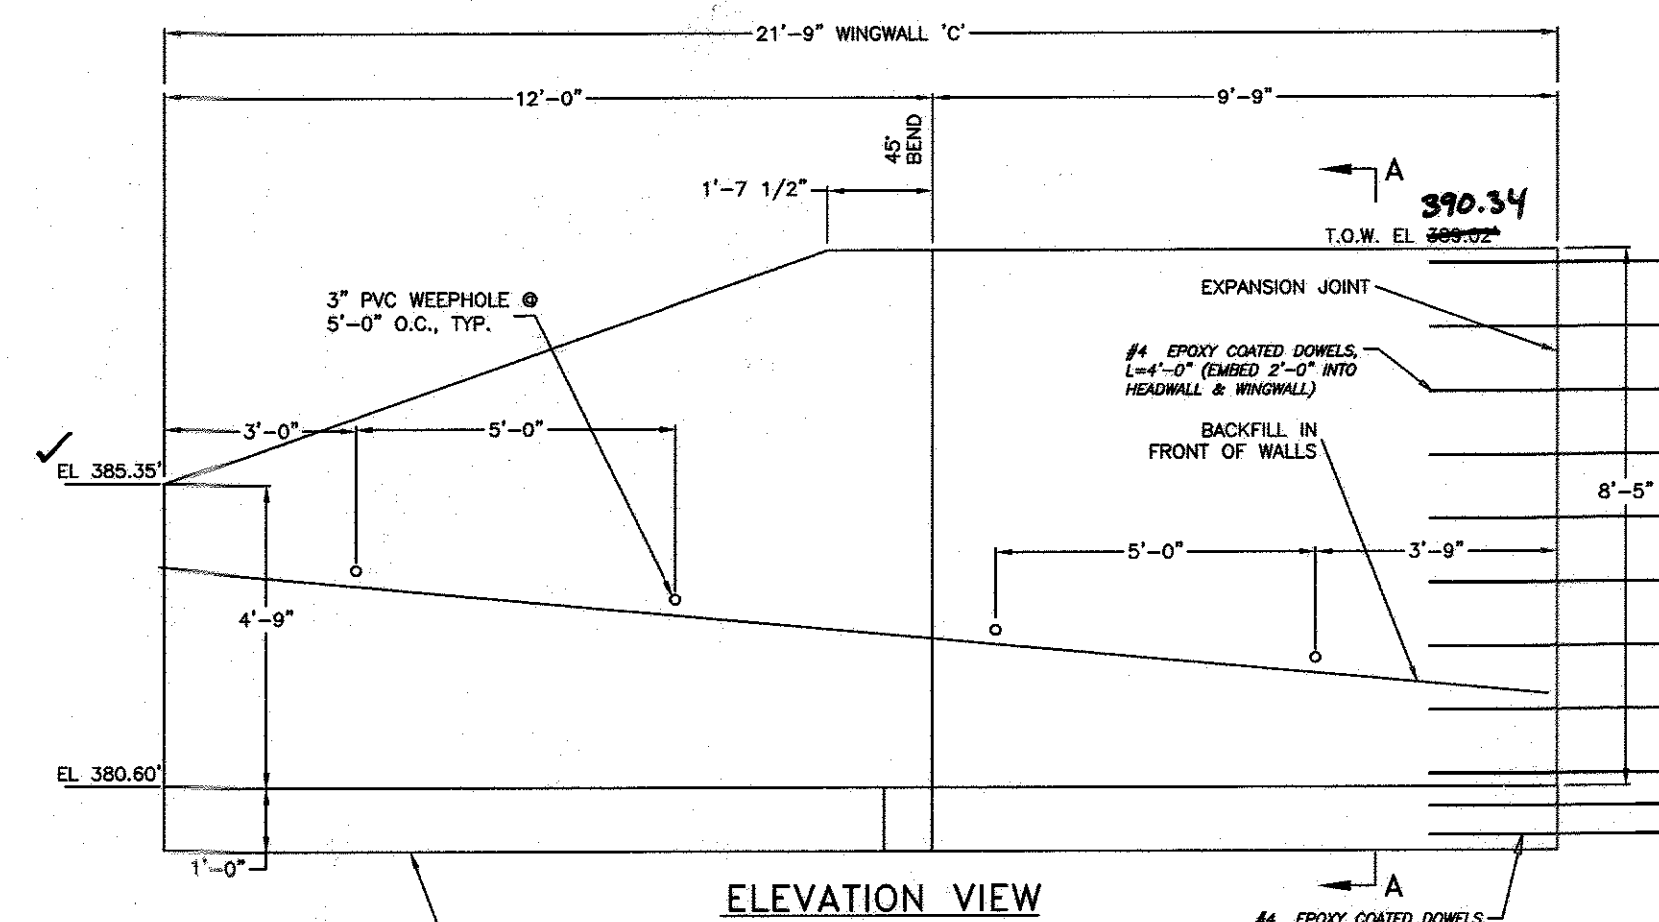 21'-9" WINGWALL 'C'
12'-0"
9'-9"
45°
BEND
1'-7 1/2"
A
390.34
T.O.W. EL 389.02'
3" PVC WEEPHOLE @
5'-0" O.C., TYP.
EXPANSION JOINT
#4 EPOXY COATED DOWELS,
L=4'-0" (EMBED 2'-0" INTO
HEADWALL & WINGWALL)
3'-0"
5'-0"
BACKFILL IN
FRONT OF WALLS
EL 385.35'
8'-5"
5'-0"
3'-9"
4'-9"
EL 380.60'
1'-0"
ELEVATION VIEW
A
#4 EPOXY COATED DOWELS